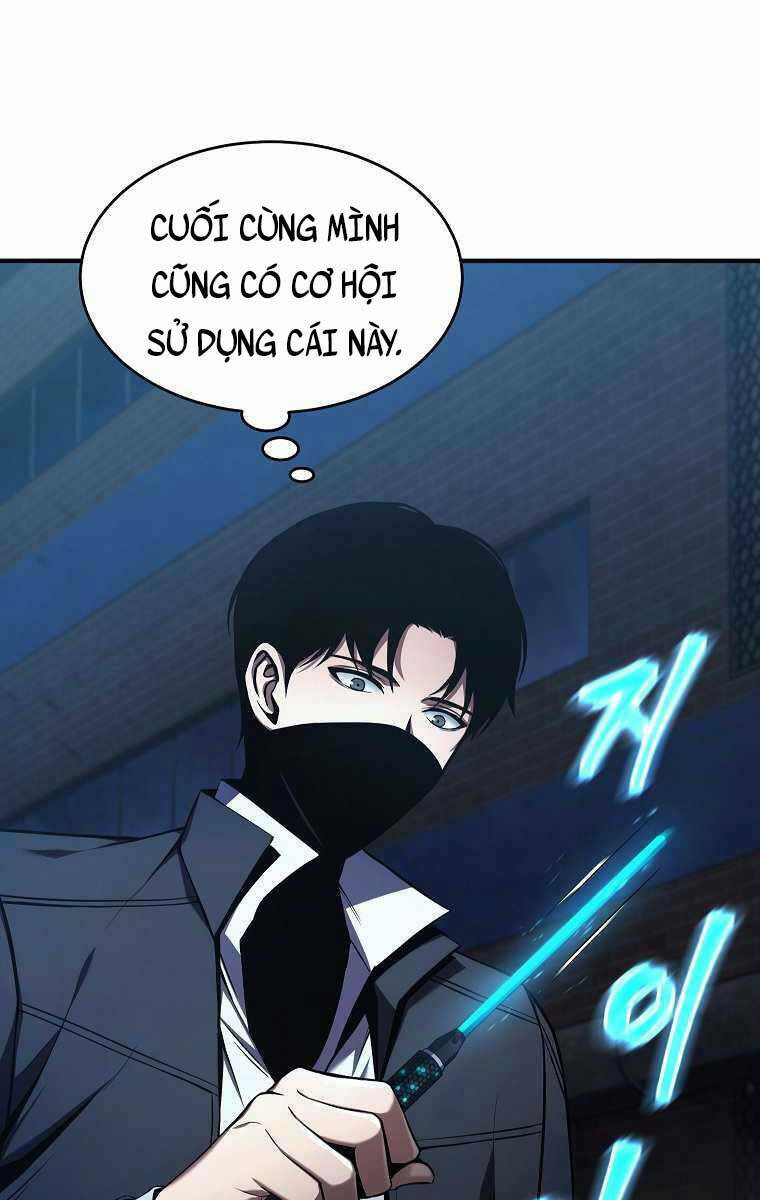 CUỐI CÙNG MÌNH
CŨNG CÓ CƠ HỘI
SỬ DỤNG CÁI NÀY.
지
이